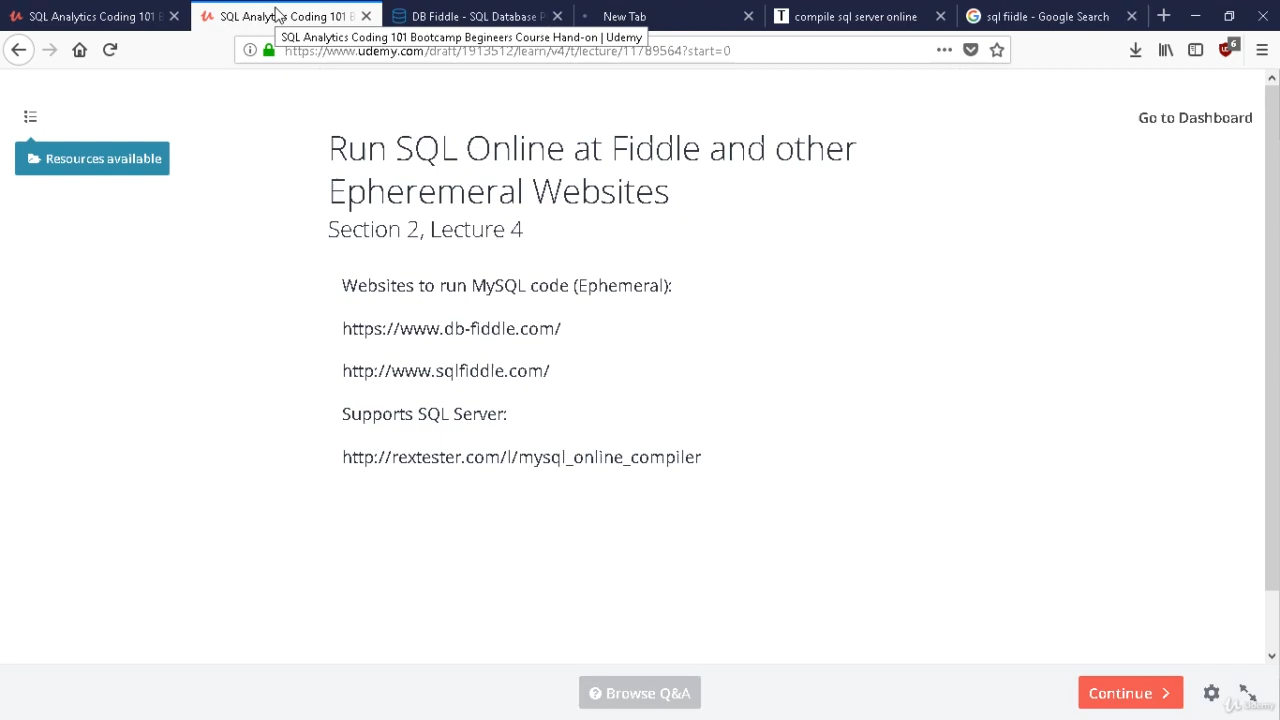 SQL Analytics Coding 101 B
SQL Analytics Coding 101 B
DB Fiddle - SQL Database P
New Tab
compile sql server online
sql fiidle - Google Search
SQL Analytics Coding 101 Bootcamp Begineers Course Hand-on | Udemy
https://www.udemy.com/draft/1913512/learn/v4/t/lecture/11789564?start=0
6
Go to Dashboard
Resources available
Run SQL Online at Fiddle and other
Epheremeral Websites
Section 2, Lecture 4
Websites to run MySQL code (Ephemeral):
https://www.db-fiddle.com/
http://www.sqlfiddle.com/
Supports SQL Server:
http://rextester.com/l/mysql_online_compiler
Browse Q&A
Continue
Udemy